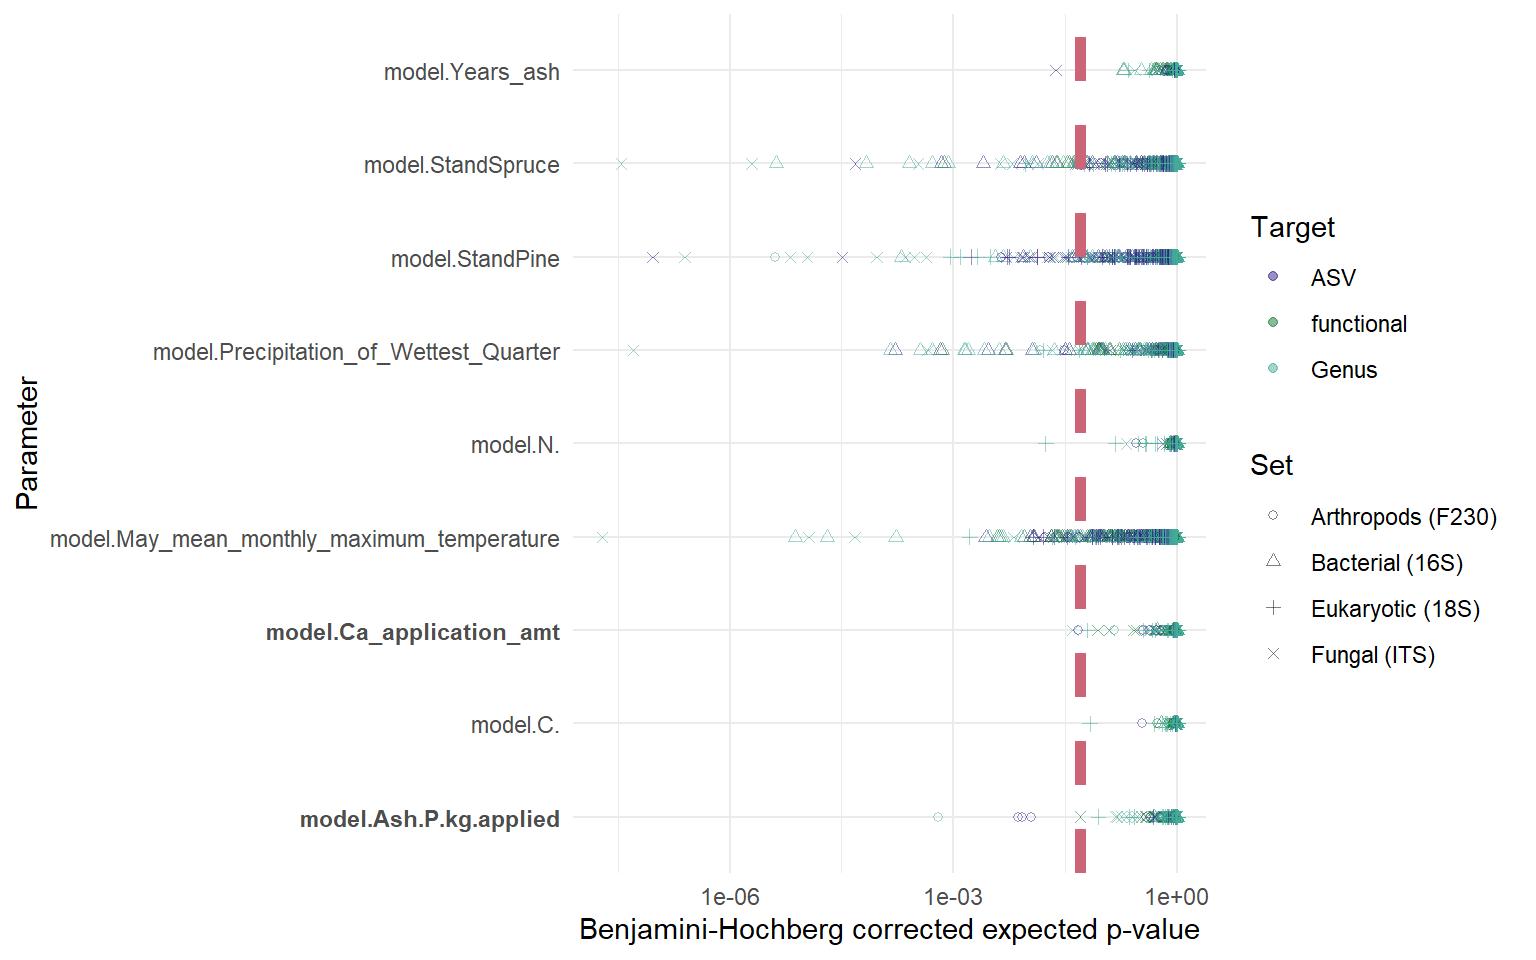 model.Years_ash
model.StandSpruce
model.StandPine
model.Precipitation_of_Wettest_Quarter
model.N.
model.May_mean_monthly_maximum_temperature
model.Ca_application_amt
model.C.
model.Ash.P.kg.applied
Parameter
1e-06
1e-03
1e+00
Benjamini-Hochberg corrected expected p-value
Target
ASV
functional
Genus
Set
Arthropods (F230)
Bacterial (16S)
Eukaryotic (18S)
Fungal (ITS)